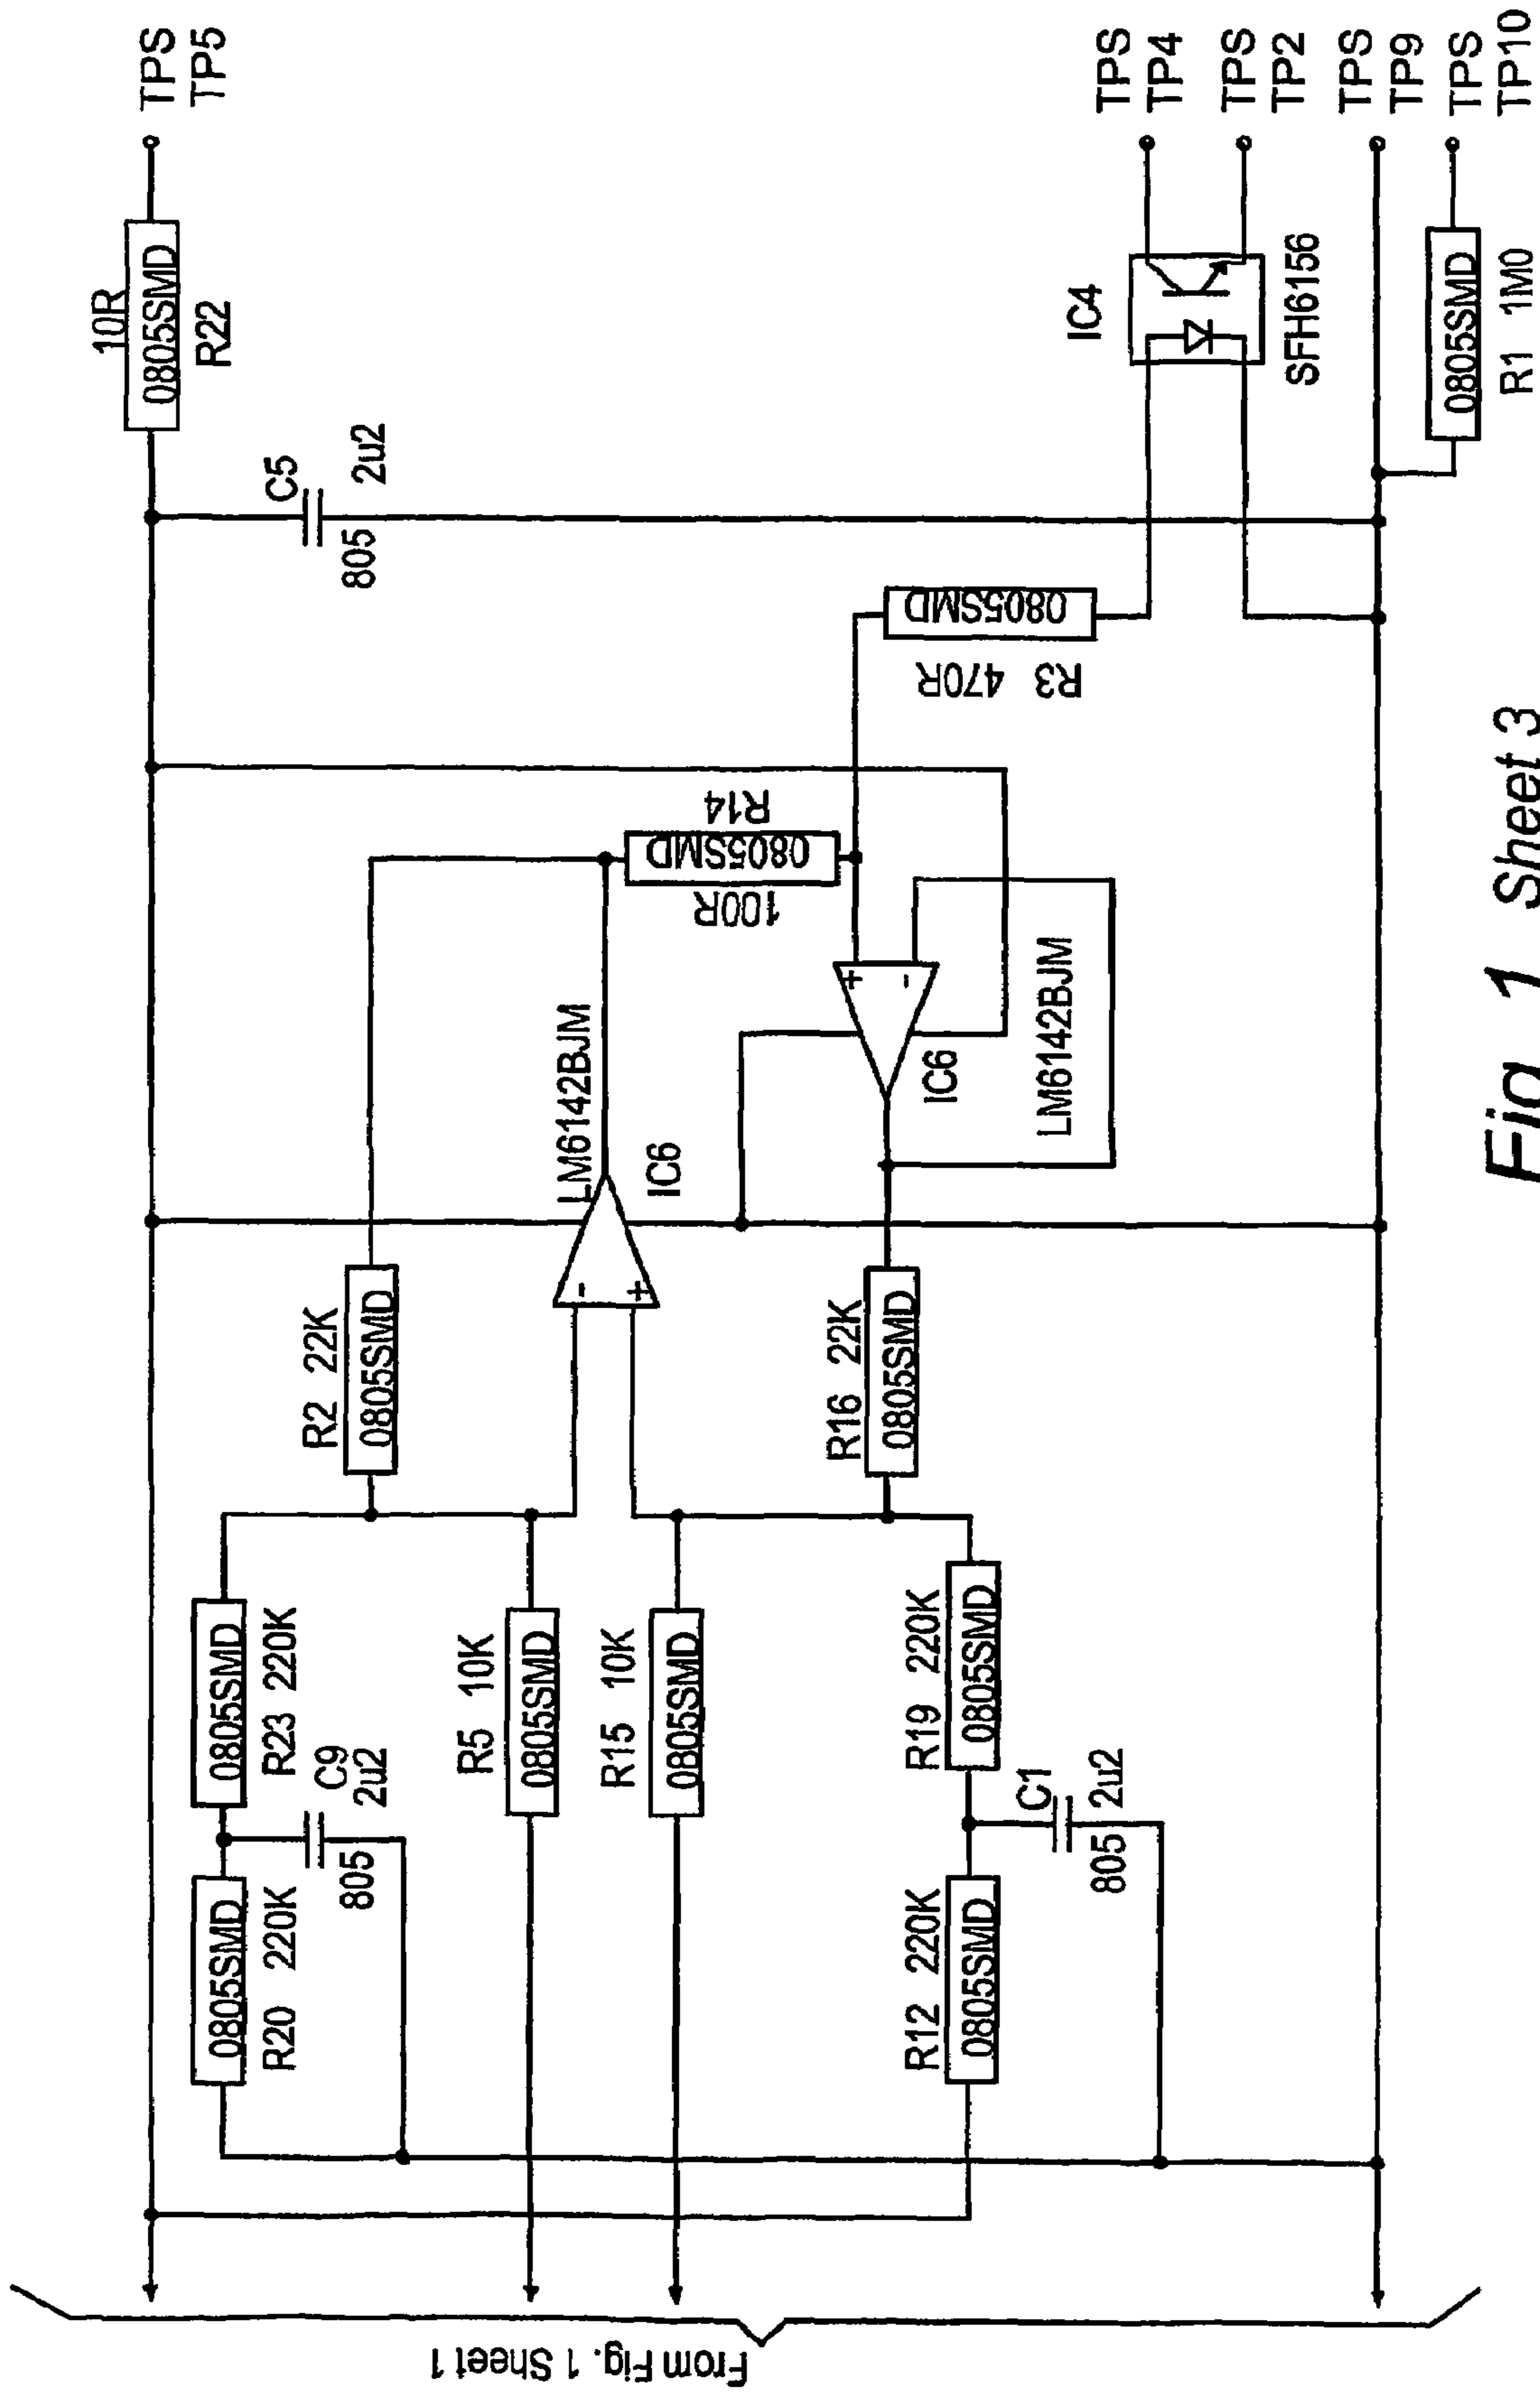 From Fig. 1 Sheet 1
0805SMD
R20 220K
0805SMD
R23 220K
C9
2u2
805
R5 10K
0805SMD
R15 10K
0805SMD
R12 220K
0805SMD
R19 220K
0805SMD
C1
2u2
805
R2 22K
0805SMD
-
+
LM6142BJM
IC6
R16 22K
0805SMD
+
-
IC6
LM6142BJM
R14
0805SMD
100R
R3 470R
0805SMD
C5
2u2
805
10R
0805SMD
R22
TPS
TP5
IC4
SFH6156
TPS
TP4
TPS
TP2
TPS
TP9
TPS
TP10
0805SMD
R1 1M0
Fig. 1 Sheet 3